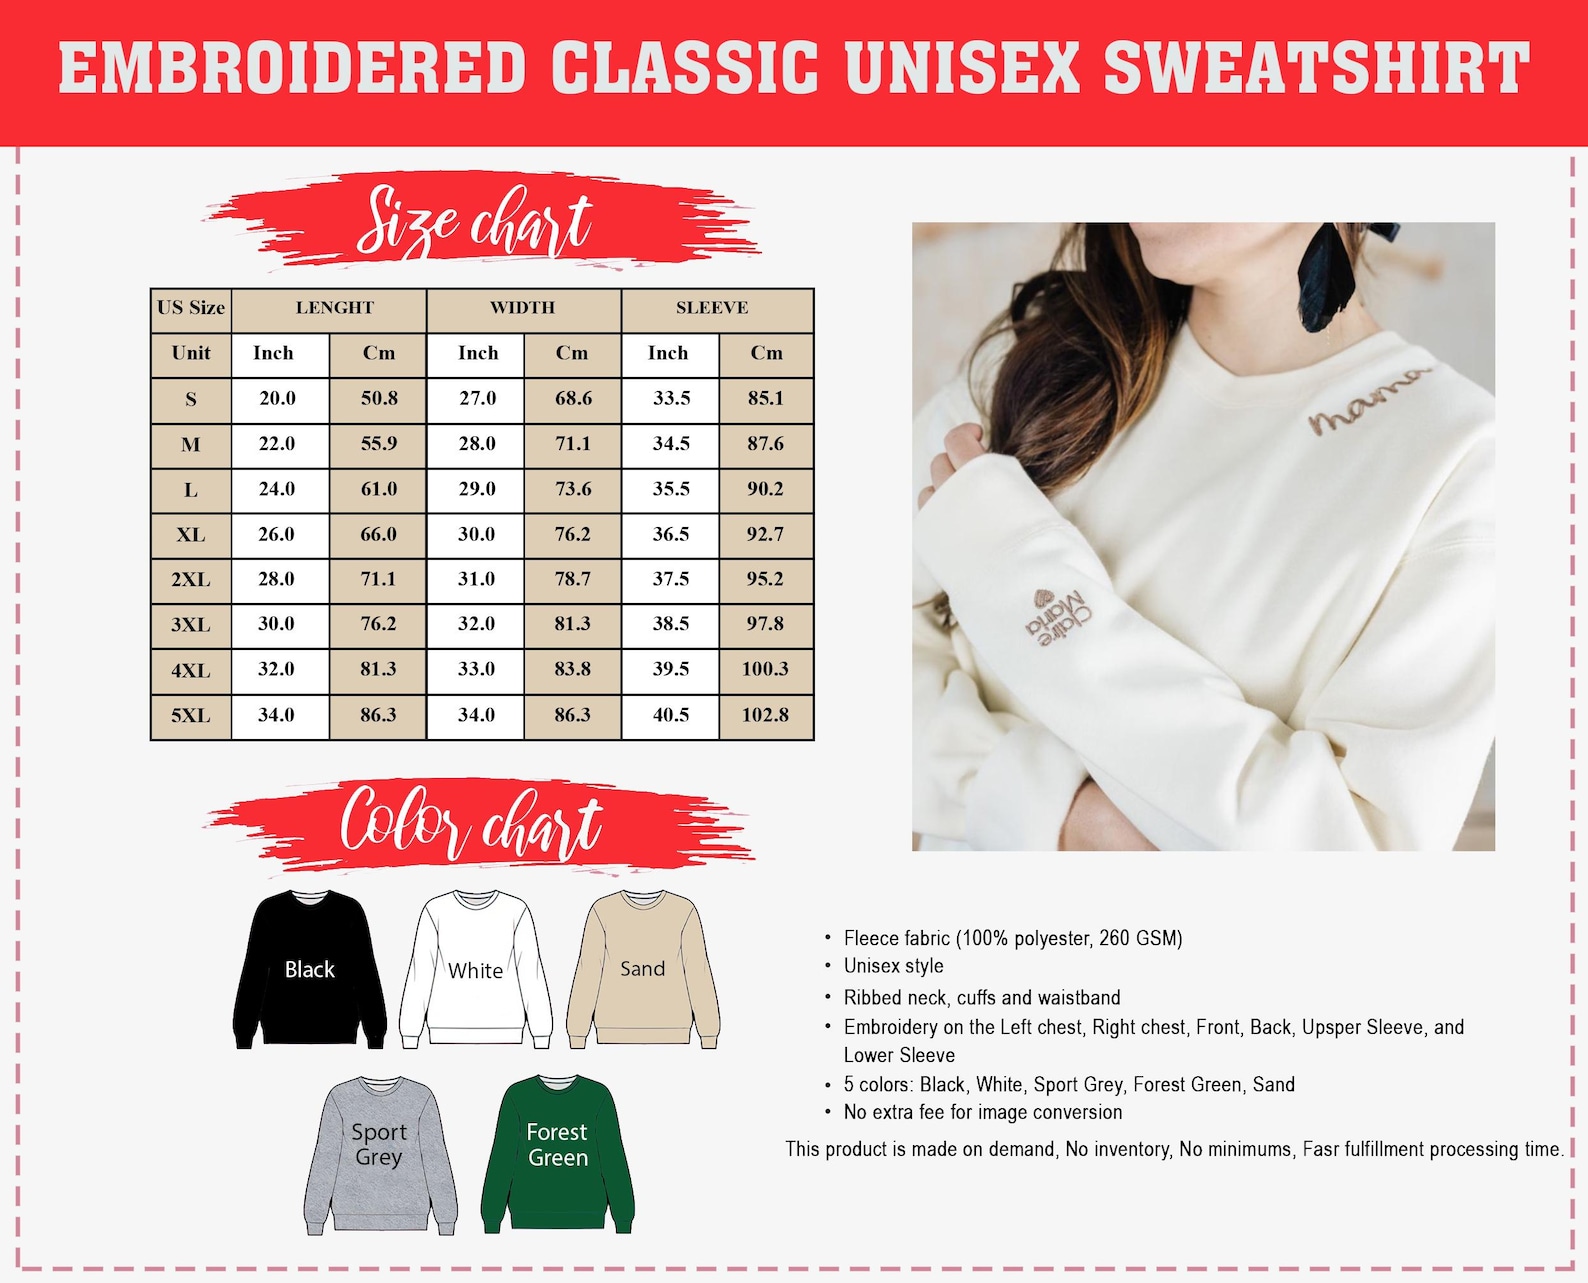 EMBROIDERED CLASSIC UNISEX SWEATSHIRT
Size chart
US Size LENGHT WIDTH SLEEVE
Unit Inch Cm Inch Cm Inch Cm
S 20.0 50.8 27.0 68.6 33.5 85.1
M 22.0 55.9 28.0 71.1 34.5 87.6
L 24.0 61.0 29.0 73.6 35.5 90.2
XL 26.0 66.0 30.0 76.2 36.5 92.7
2XL 28.0 71.1 31.0 78.7 37.5 95.2
3XL 30.0 76.2 32.0 81.3 38.5 97.8
4XL 32.0 81.3 33.0 83.8 39.5 100.3
5XL 34.0 86.3 34.0 86.3 40.5 102.8
mama
Claire
Maria
Color chart
Black
White
Sand
Sport
Grey
Forest
Green
• Fleece fabric (100% polyester, 260 GSM)
• Unisex style
• Ribbed neck, cuffs and waistband
• Embroidery on the Left chest, Right chest, Front, Back, Upsper Sleeve, and
Lower Sleeve
• 5 colors: Black, White, Sport Grey, Forest Green, Sand
• No extra fee for image conversion
This product is made on demand, No inventory, No minimums, Fasr fulfillment processing time.